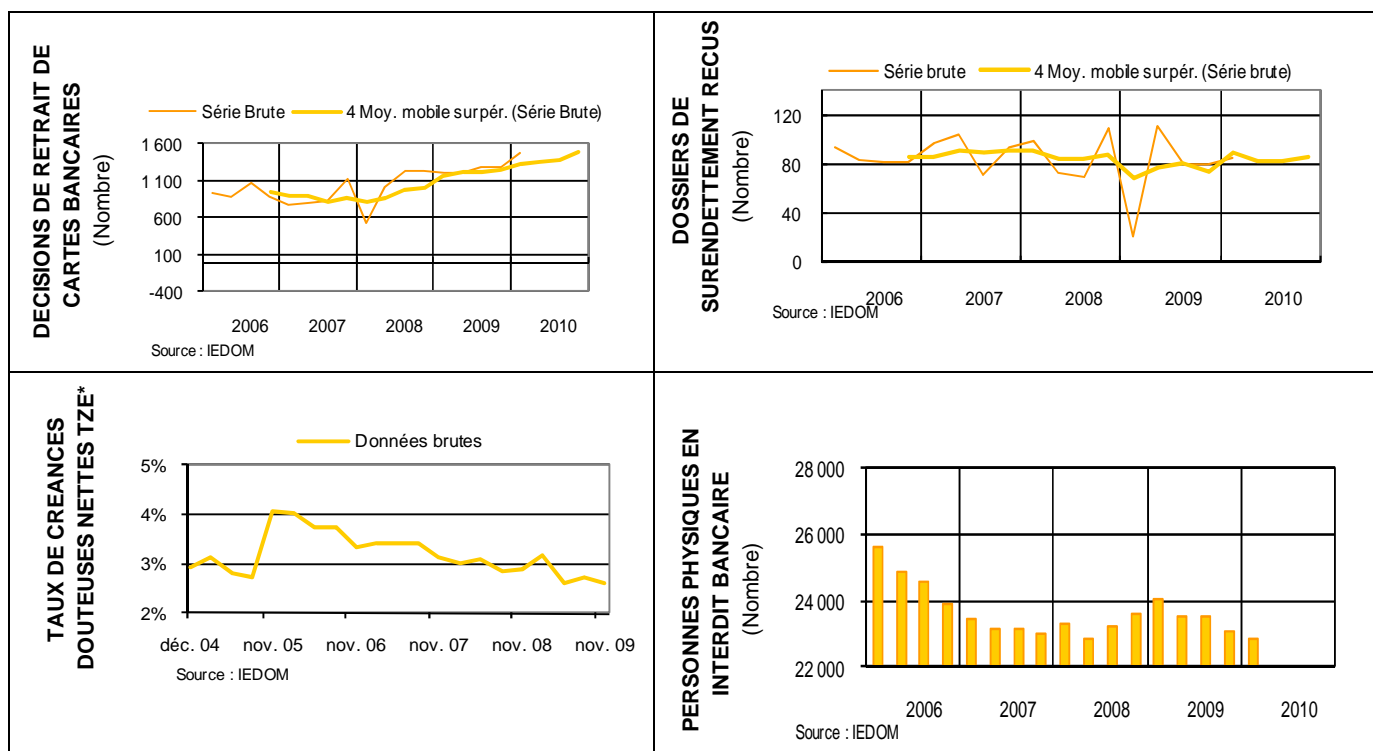 DECISIONS DE RETRAIT DE
CARTES BANCAIRES
(Nombre)
Série Brute
4 Moy. mobile sur pér. (Série Brute)
1 600
1 100
600
100
-400
2006
2007
2008
2009
2010
Source : IEDOM
DOSSIERS DE
SURENDETTEMENT RECUS
(Nombre)
Série brute
4 Moy. mobile sur pér. (Série brute)
120
80
40
0
2006
2007
2008
2009
2010
Source : IEDOM
TAUX DE CREANCES
DOUTEUSES NETTES TZE*
Données brutes
5%
4%
3%
2%
déc. 04
nov. 05
nov. 06
nov. 07
nov. 08
nov. 09
Source : IEDOM
PERSONNES PHYSIQUES EN
INTERDIT BANCAIRE
(Nombre)
28 000
26 000
24 000
22 000
2006
2007
2008
2009
2010
Source : IEDOM